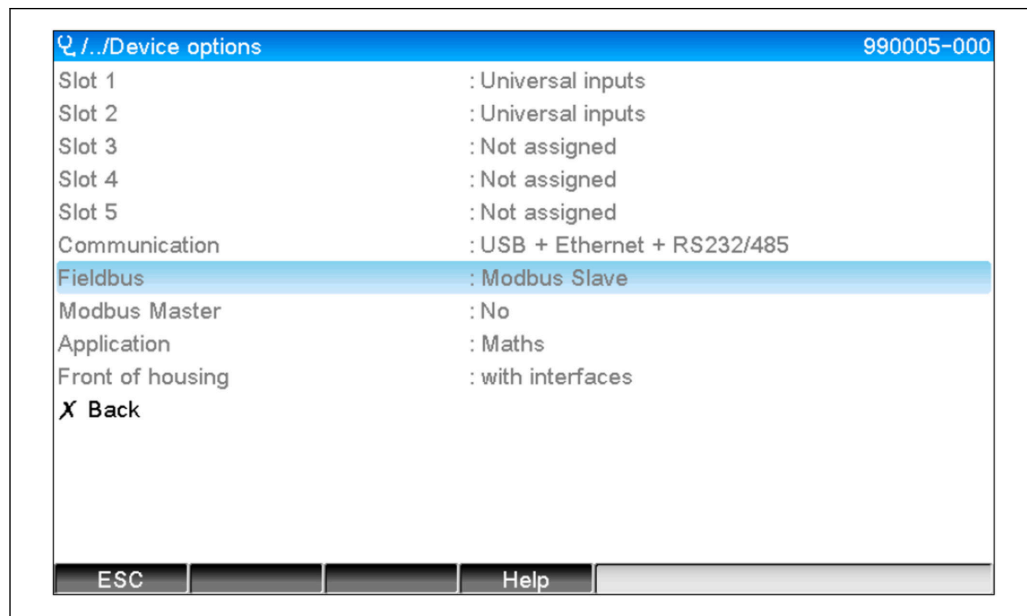 /../Device options 990005-000
Slot 1 : Universal inputs
Slot 2 : Universal inputs
Slot 3 : Not assigned
Slot 4 : Not assigned
Slot 5 : Not assigned
Communication : USB + Ethernet + RS232/485
Fieldbus : Modbus Slave
Modbus Master : No
Application : Maths
Front of housing : with interfaces
X Back
ESC Help